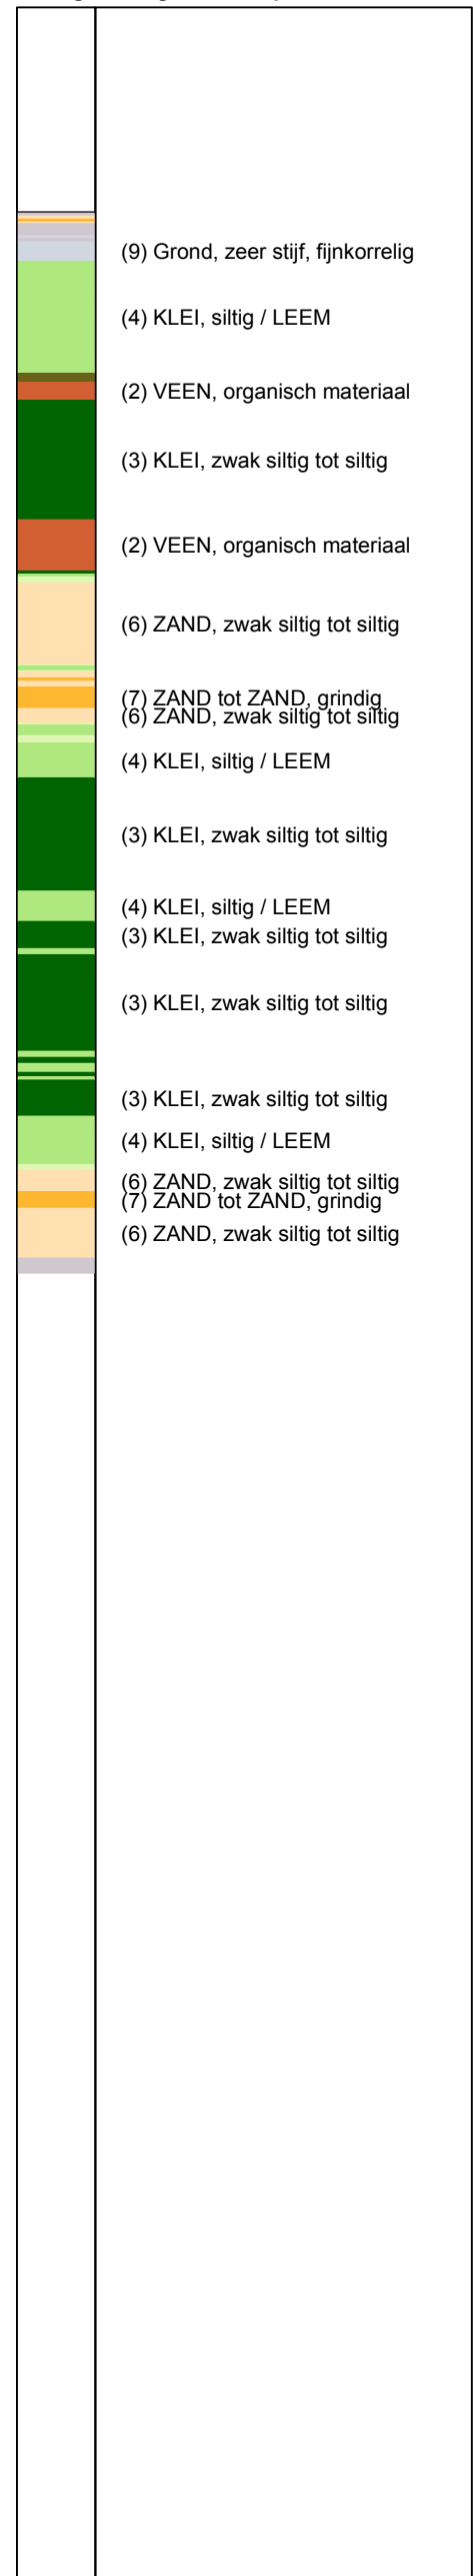 (9) Grond, zeer stijf, fijnkorrelig
(4) KLEI, siltig / LEEM
(2) VEEN, organisch materiaal
(3) KLEI, zwak siltig tot siltig
(2) VEEN, organisch materiaal
(6) ZAND, zwak siltig tot siltig
(7) ZAND tot ZAND, grindig
(6) ZAND, zwak siltig tot siltig
(4) KLEI, siltig / LEEM
(3) KLEI, zwak siltig tot siltig
(4) KLEI, siltig / LEEM
(3) KLEI, zwak siltig tot siltig
(3) KLEI, zwak siltig tot siltig
(3) KLEI, zwak siltig tot siltig
(4) KLEI, siltig / LEEM
(6) ZAND, zwak siltig tot siltig
(7) ZAND tot ZAND, grindig
(6) ZAND, zwak siltig tot siltig